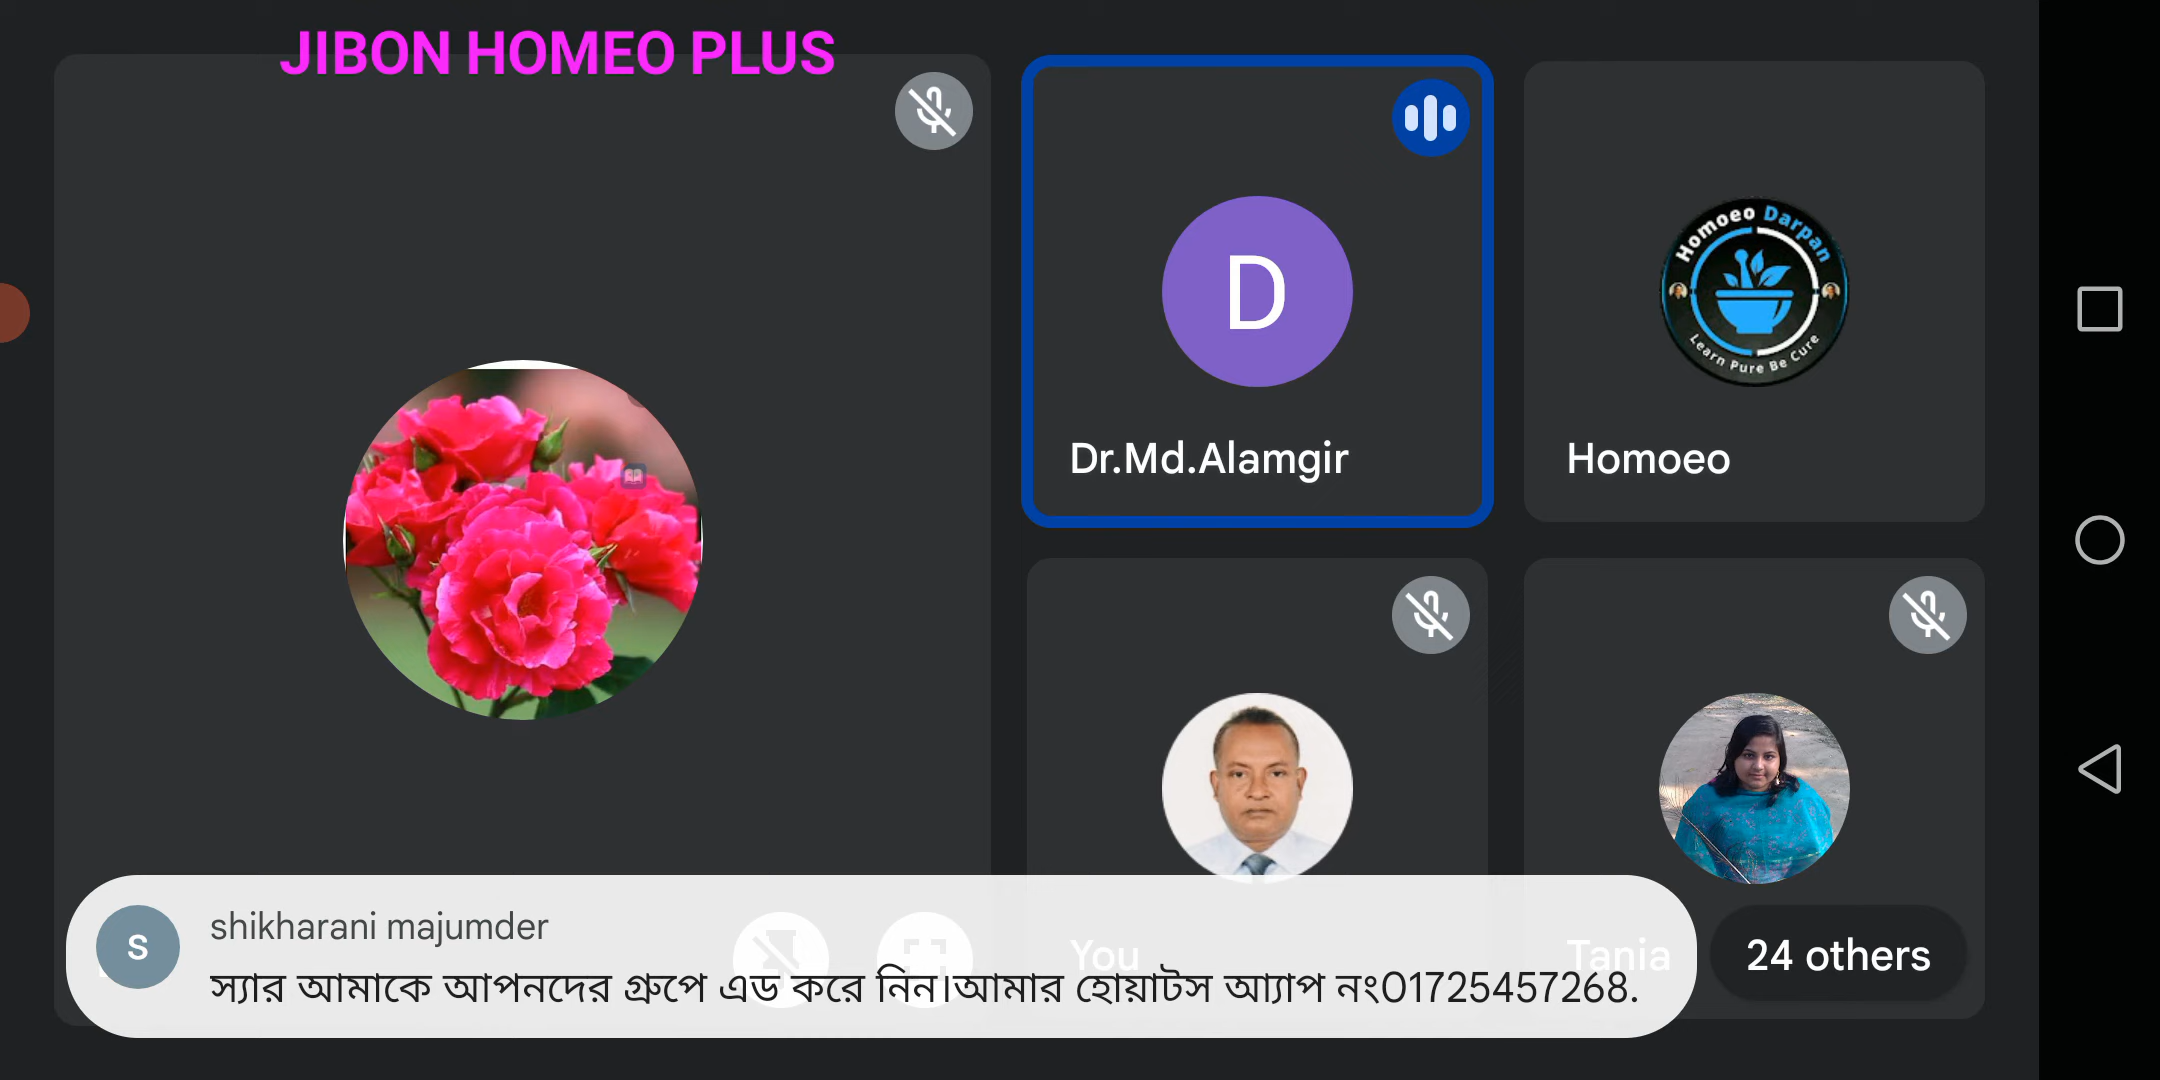 JIBON HOMEO PLUS
D
Dr.Md.Alamgir
Homoeo Darpan
Learn Pure Be Cure
Homoeo
S
shikharani majumder
স্যার আমাকে আপনদের গ্রুপে এড করে নিন।আমার হোয়াটস আ্যাপ নং01725457268.
You
Tania
24 others